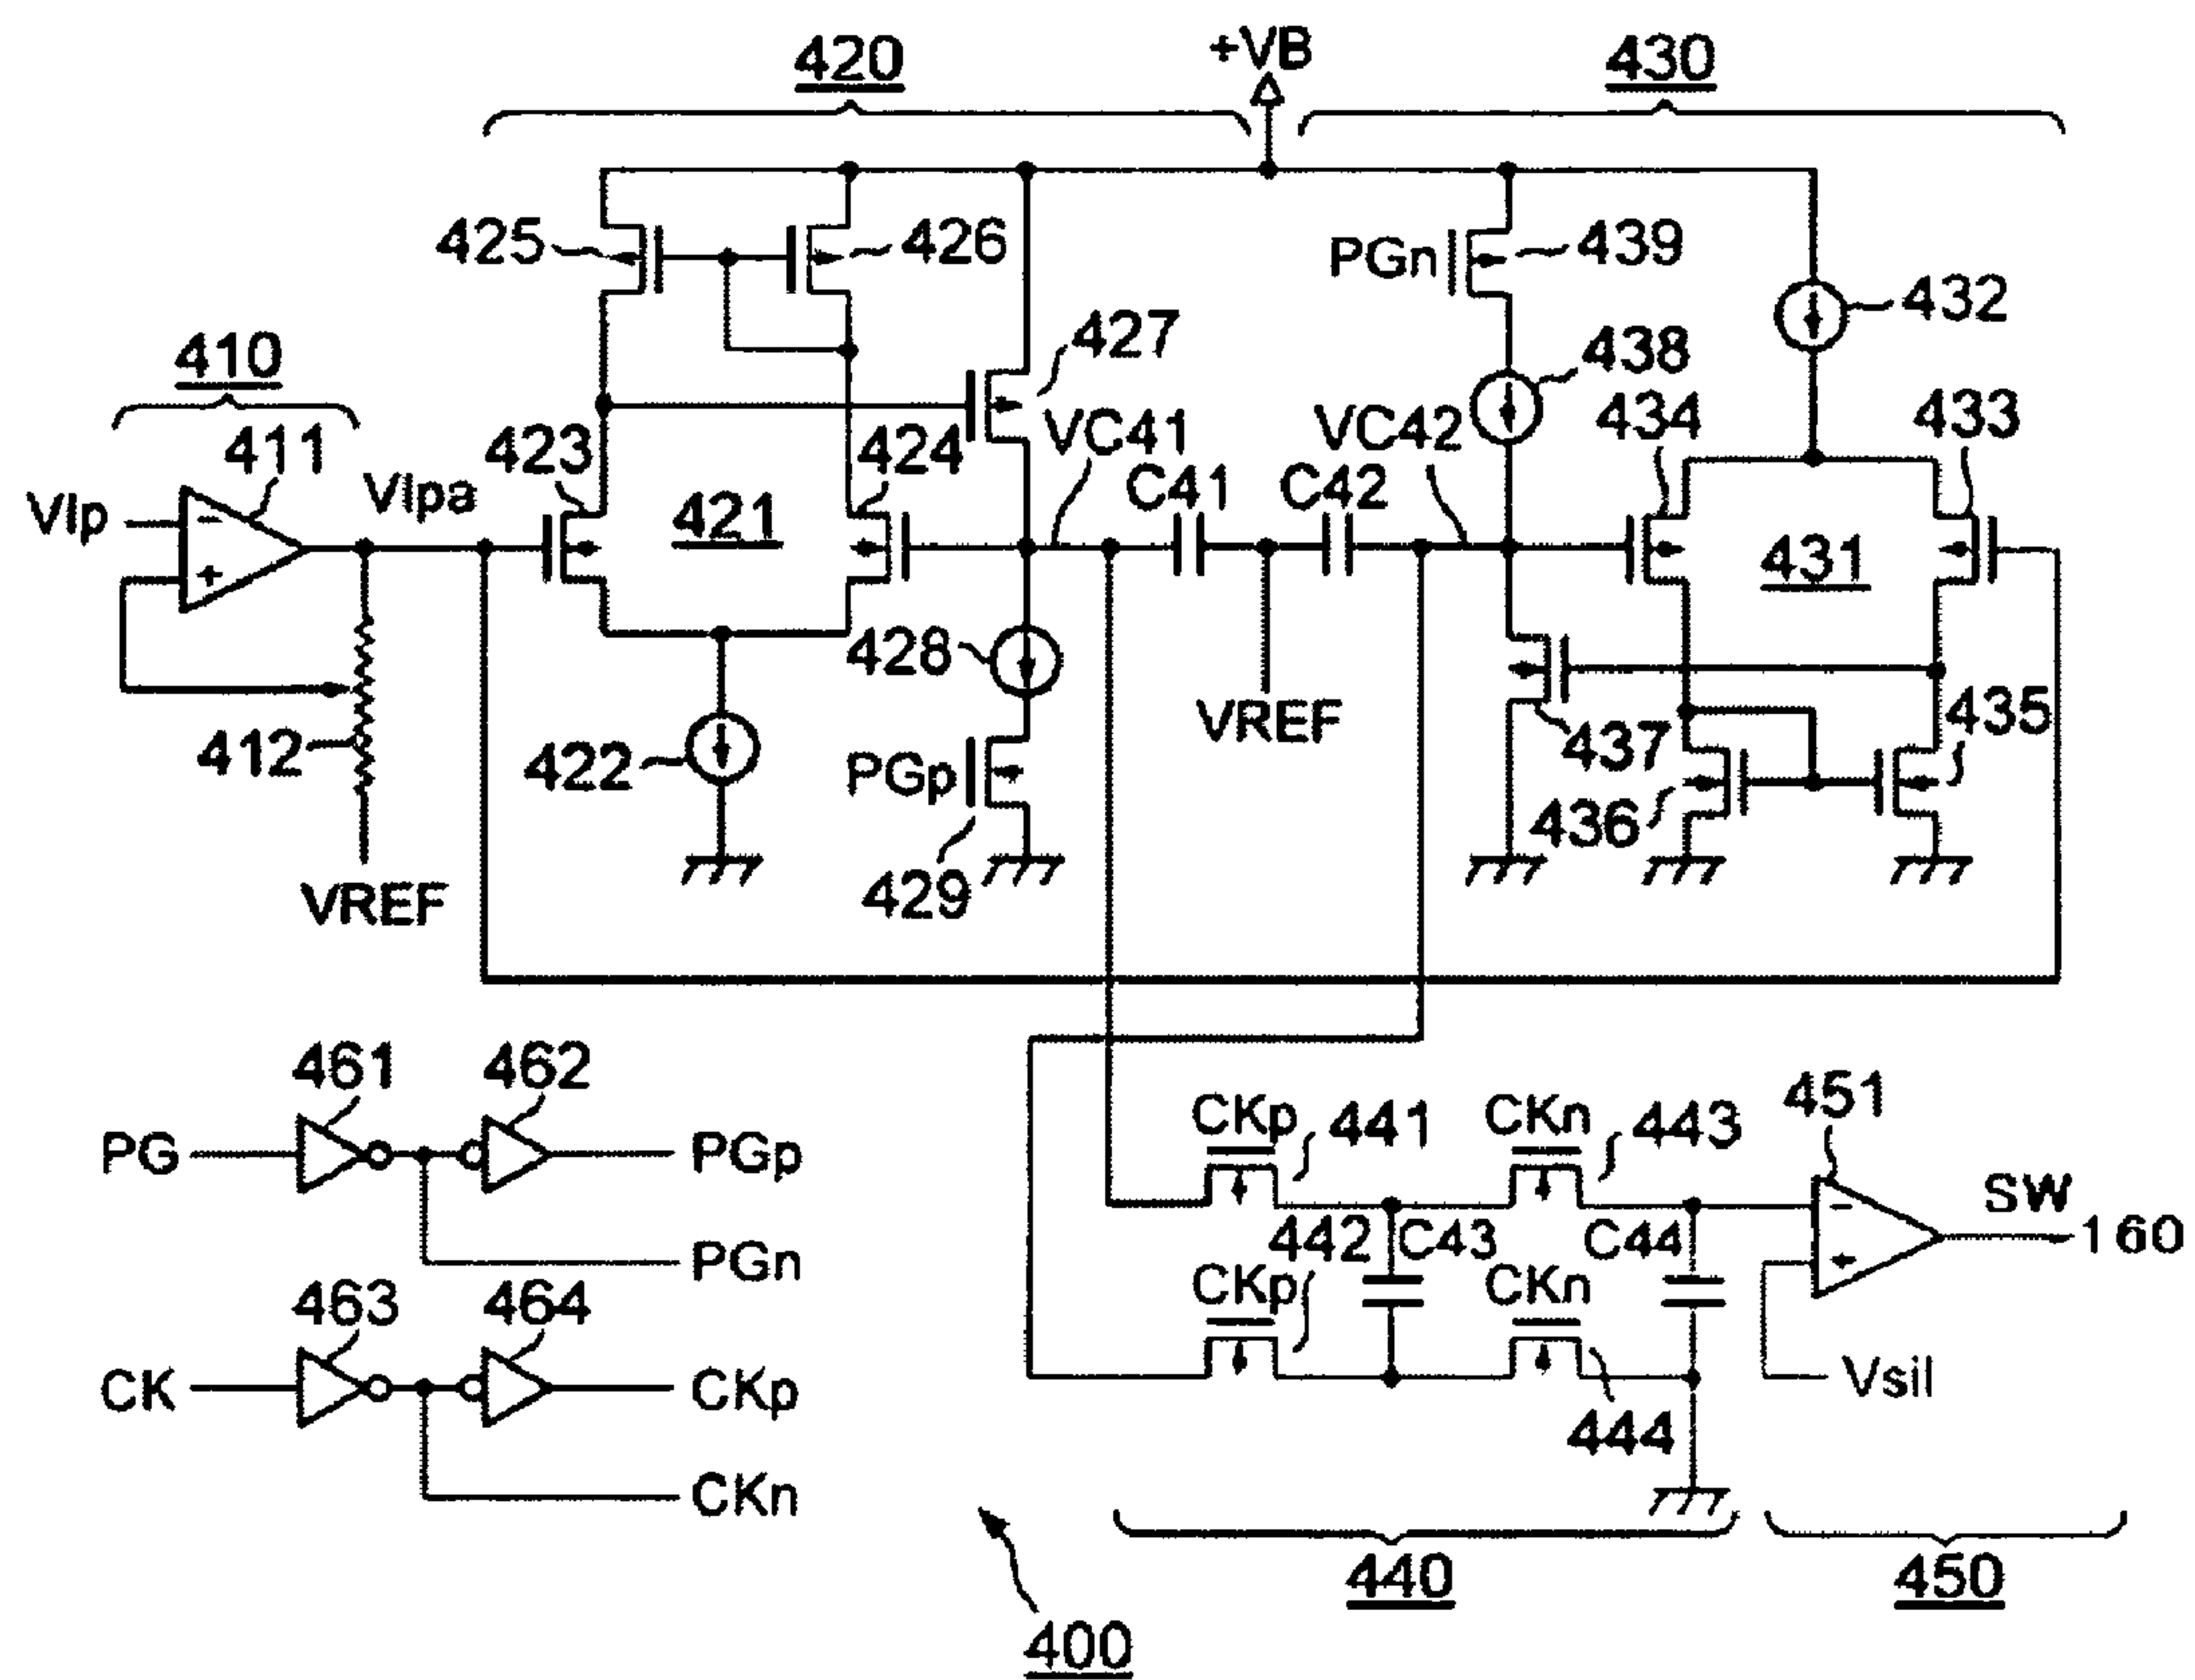 420
+VB
430
425
426
PGn
439
432
410
427
438
411
423
VC41
VC42
434
433
VIp
VIpa
421
424
C41
C42
431
412
428
VREF
437
435
422
PGp
436
VREF
429
461
462
PG
PGp
PGn
463
464
CK
CKp
CKn
CKp
441
CKn
443
451
SW
160
442
C43
C44
CKp
CKn
Vsil
444
440
450
400